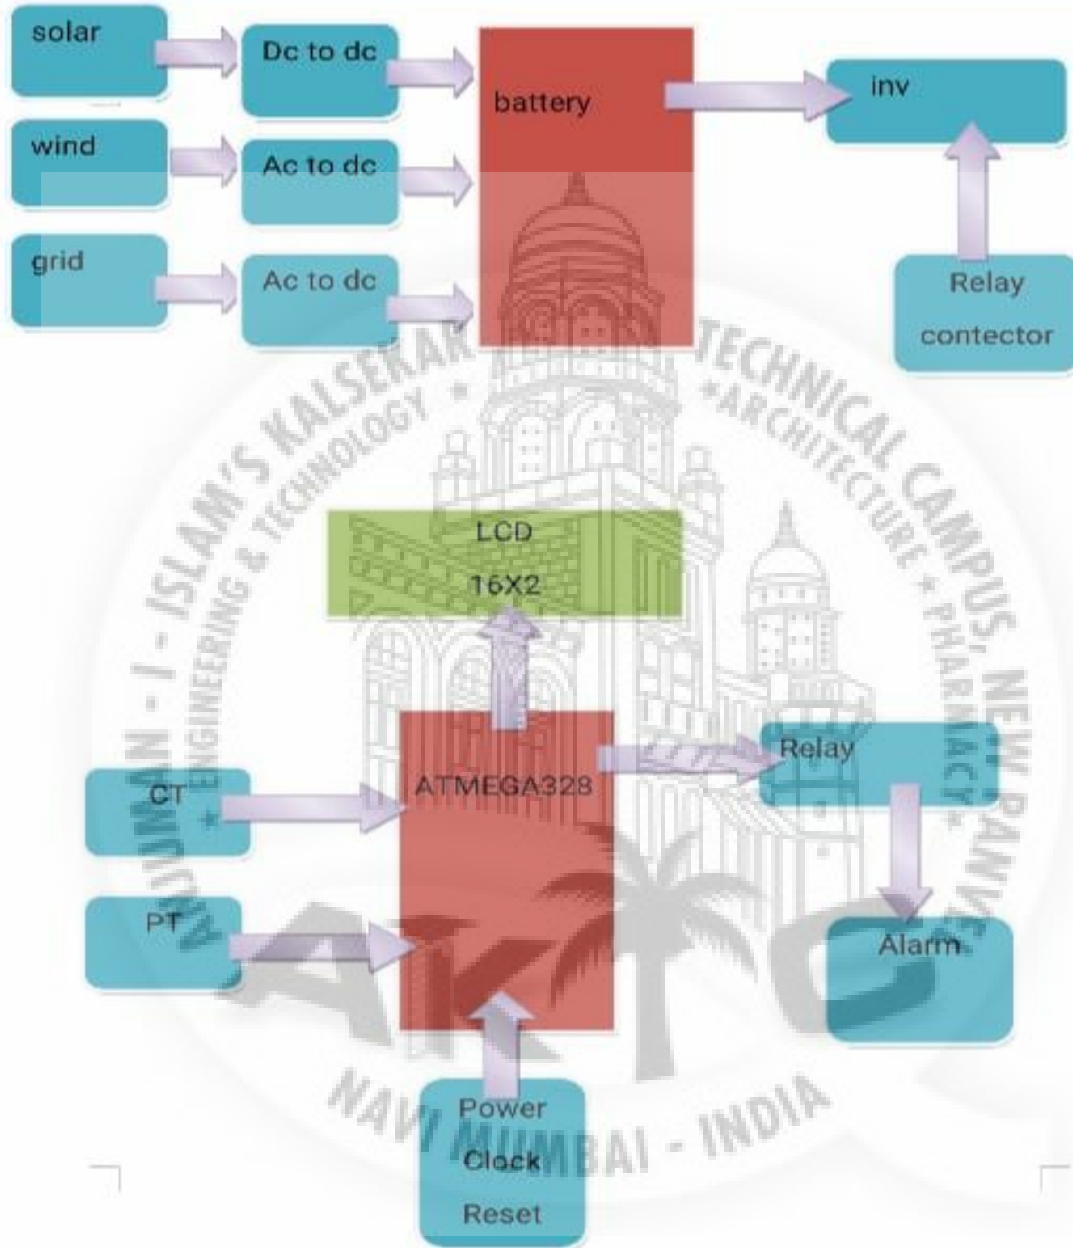 solar
Dc to dc
battery
inv
wind
Ac to dc
grid
Ac to dc
Relay
contector
ANJUMAN - I - ISLAM'S KALSEKAR TECHNICAL CAMPUS, NEW PANVEL
★ ENGINEERING & TECHNOLOGY ★ ★ ARCHITECTURE ★ PHARMACY ★
LCD
16X2
ATMEGA328
Relay
CT
PT
Alarm
AKTC
Power
Clock
Reset
NAVI MUMBAI - INDIA